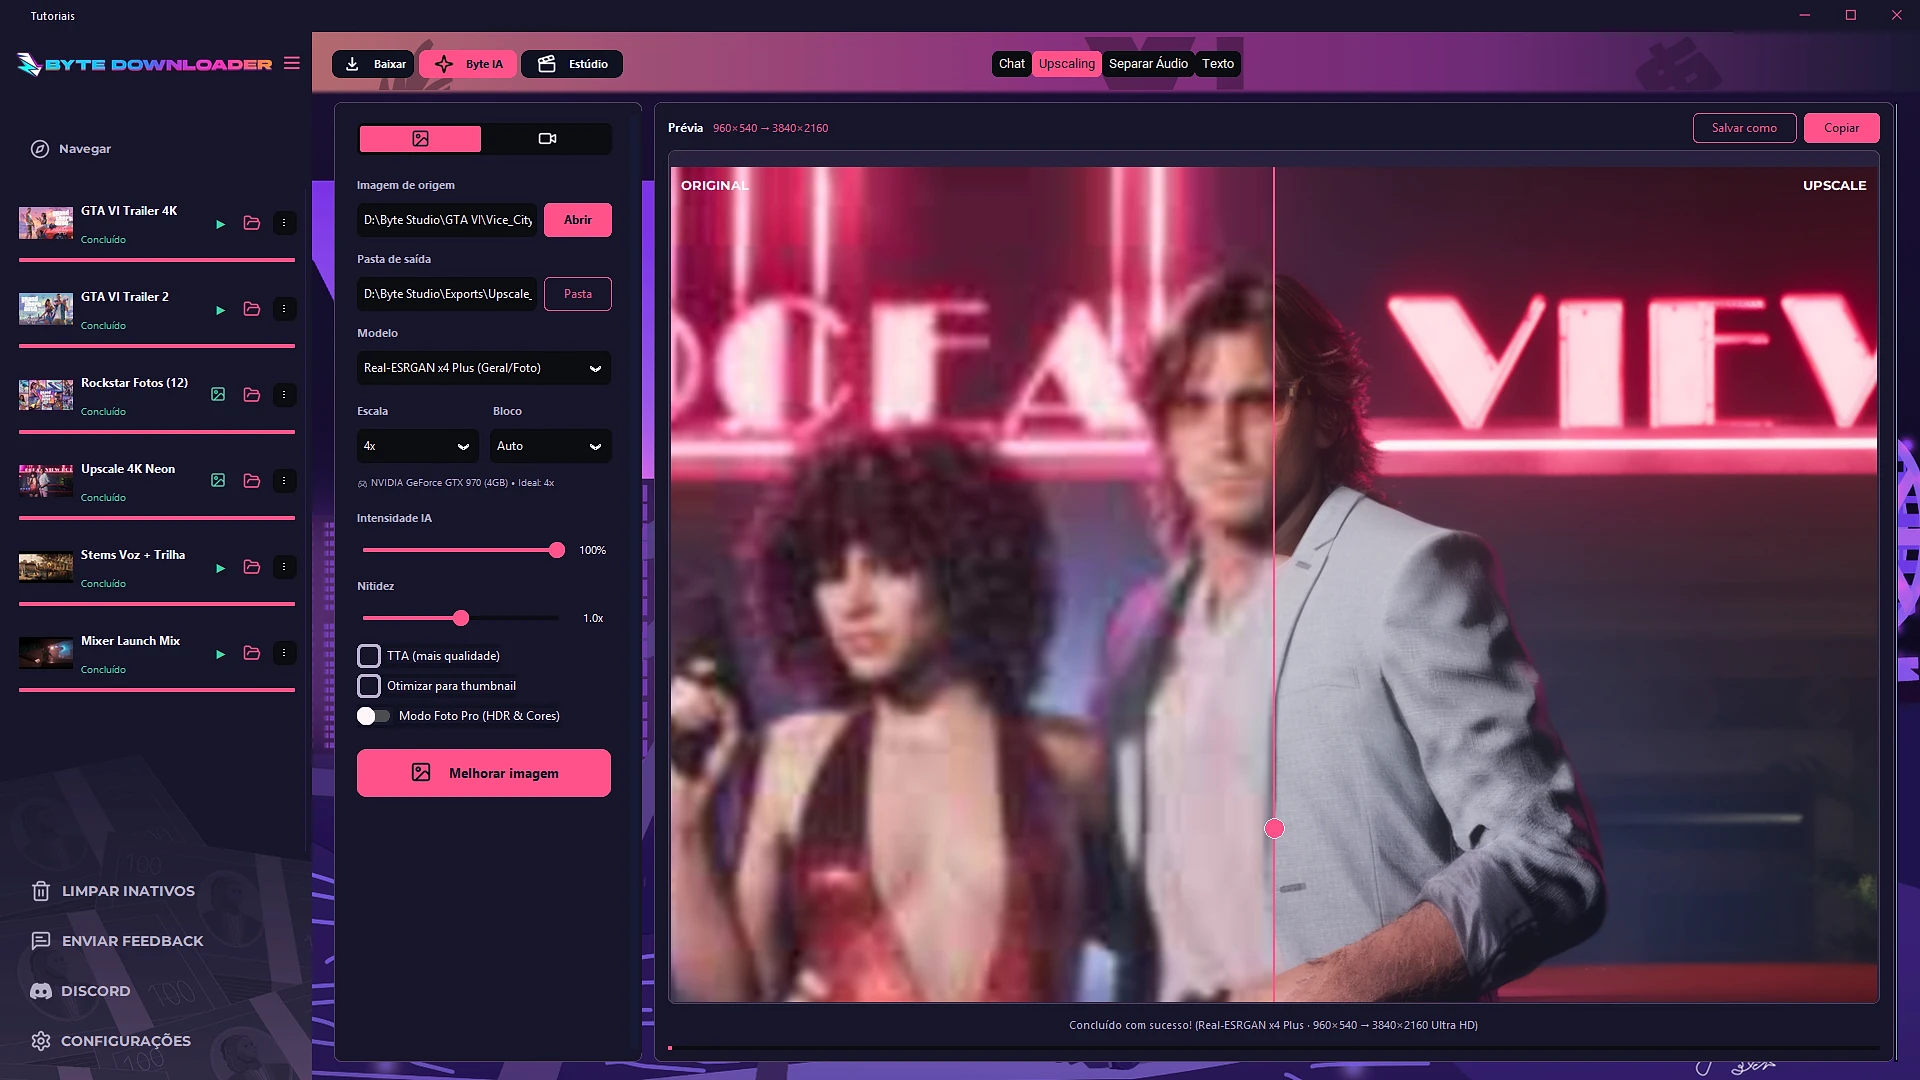 Tutoriais
BYTE DOWNLOADER
Baixar
Byte IA
Estúdio
Chat
Upscaling
Separar Áudio
Texto
Navegar
GTA VI Trailer 4K
Concluído
GTA VI Trailer 2
Concluído
Rockstar Fotos (12)
Concluído
Upscale 4K Neon
Concluído
Stems Voz + Trilha
Concluído
Mixer Launch Mix
Concluído
LIMPAR INATIVOS
ENVIAR FEEDBACK
DISCORD
CONFIGURAÇÕES
Imagem de origem
D:\Byte Studio\GTA VI\Vice_City
Abrir
Pasta de saída
D:\Byte Studio\Exports\Upscale_
Pasta
Modelo
Real-ESRGAN x4 Plus (Geral/Foto)
Escala
Bloco
4x
Auto
NVIDIA GeForce GTX 970 (4GB) • Ideal: 4x
Intensidade IA
100%
Nitidez
1.0x
TTA (mais qualidade)
Otimizar para thumbnail
Modo Foto Pro (HDR & Cores)
Melhorar imagem
Prévia 960×540 → 3840×2160
Salvar como
Copiar
ORIGINAL
UPSCALE
OCEAN VIEW
Concluído com sucesso! (Real-ESRGAN x4 Plus · 960×540 → 3840×2160 Ultra HD)